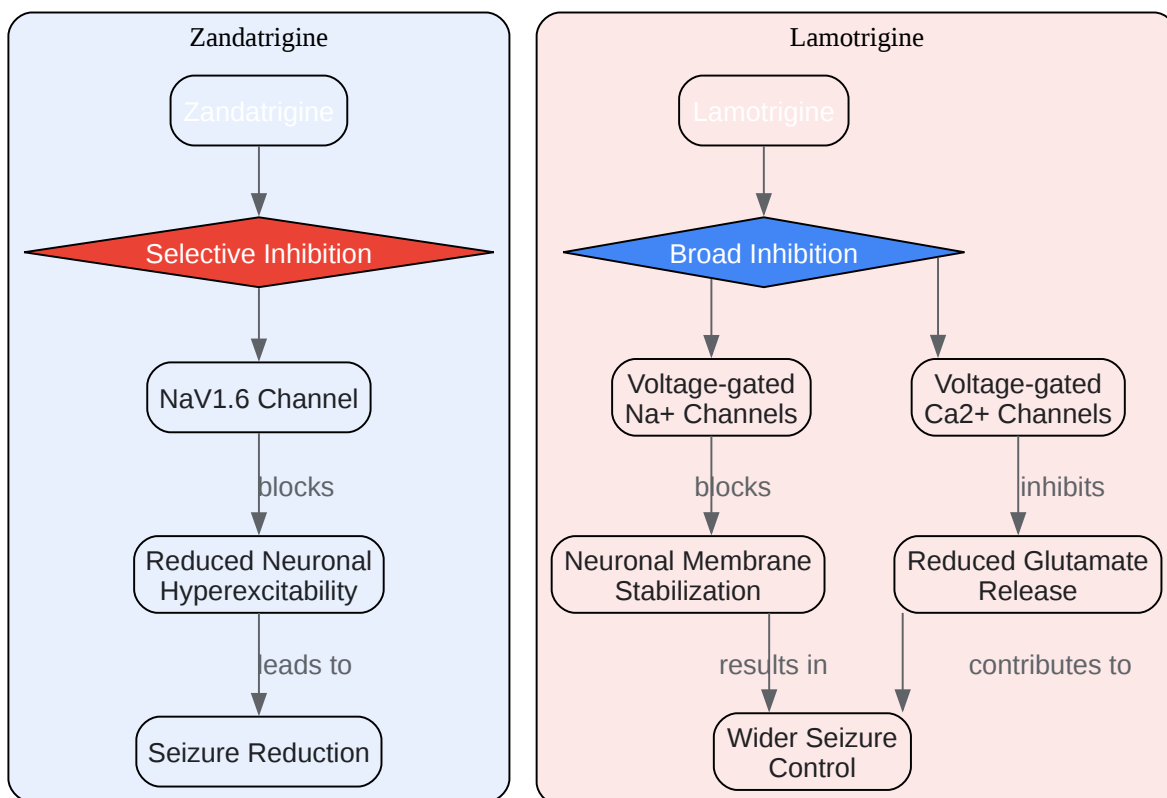 Zandatrigine
Zandatrigine
Selective Inhibition
NaV1.6 Channel
blocks
Reduced Neuronal
Hyperexcitability
leads to
Seizure Reduction
Lamotrigine
Lamotrigine
Broad Inhibition
Voltage-gated
Na+ Channels
Voltage-gated
Ca2+ Channels
blocks
inhibits
Neuronal Membrane
Stabilization
Reduced Glutamate
Release
results in
contributes to
Wider Seizure
Control